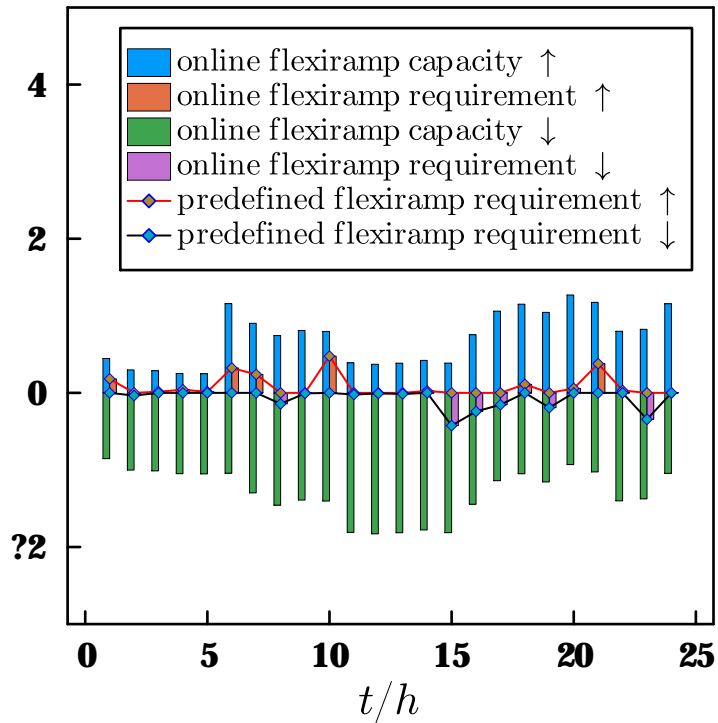 online flexiramp capacity ↑
online flexiramp requirement ↑
online flexiramp capacity ↓
online flexiramp requirement ↓
predefined flexiramp requirement ↑
predefined flexiramp requirement ↓
4
2
0
?2
0 5 10 15 20 25
t/h